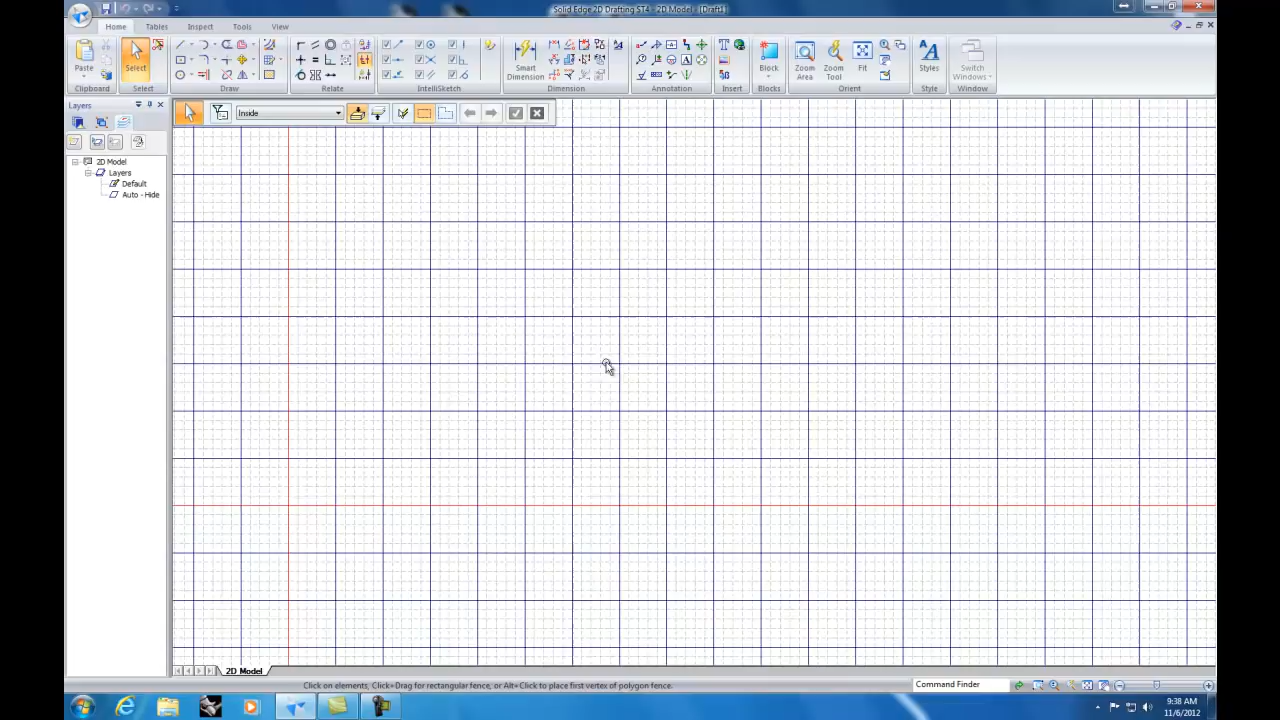 Solid Edge 2D Drafting ST4 - 2D Model - [Draft1]
Home Tables Inspect Tools View
Paste
Select
Smart Dimension
Block
Zoom Area
Zoom Tool
Fit
Styles
Switch Windows
Clipboard Select Draw Relate IntelliSketch Dimension Annotation Insert Blocks Orient Style Window
Layers
Inside
2D Model
Layers
Default
Auto - Hide
2D Model
Click on elements, Click+Drag for rectangular fence, or Alt+Click to place first vertex of polygon fence.
Command Finder
9:38 AM
11/6/2012